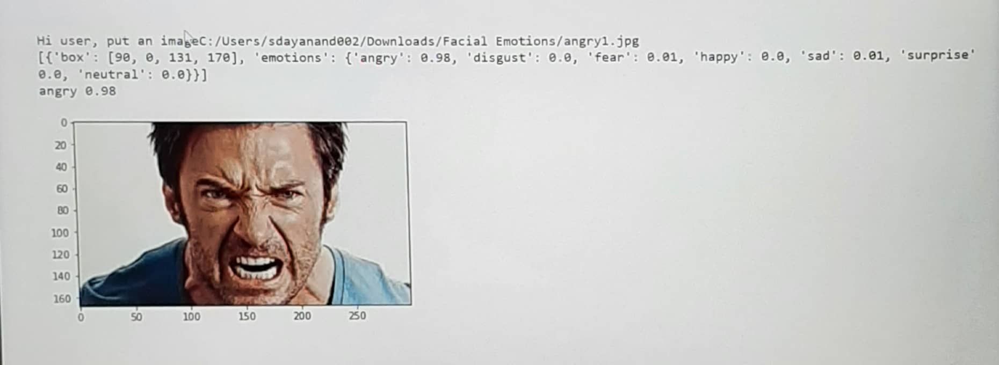 Hi user, put an imageC:/Users/sdayanand002/Downloads/Facial Emotions/angry1.jpg
[{'box': [90, 0, 131, 170], 'emotions': {'angry': 0.98, 'disgust': 0.0, 'fear': 0.01, 'happy': 0.0, 'sad': 0.01, 'surprise'
0.0, 'neutral': 0.0}}]
angry 0.98
0
20
40
60
80
100
120
140
160
0 50 100 150 200 250